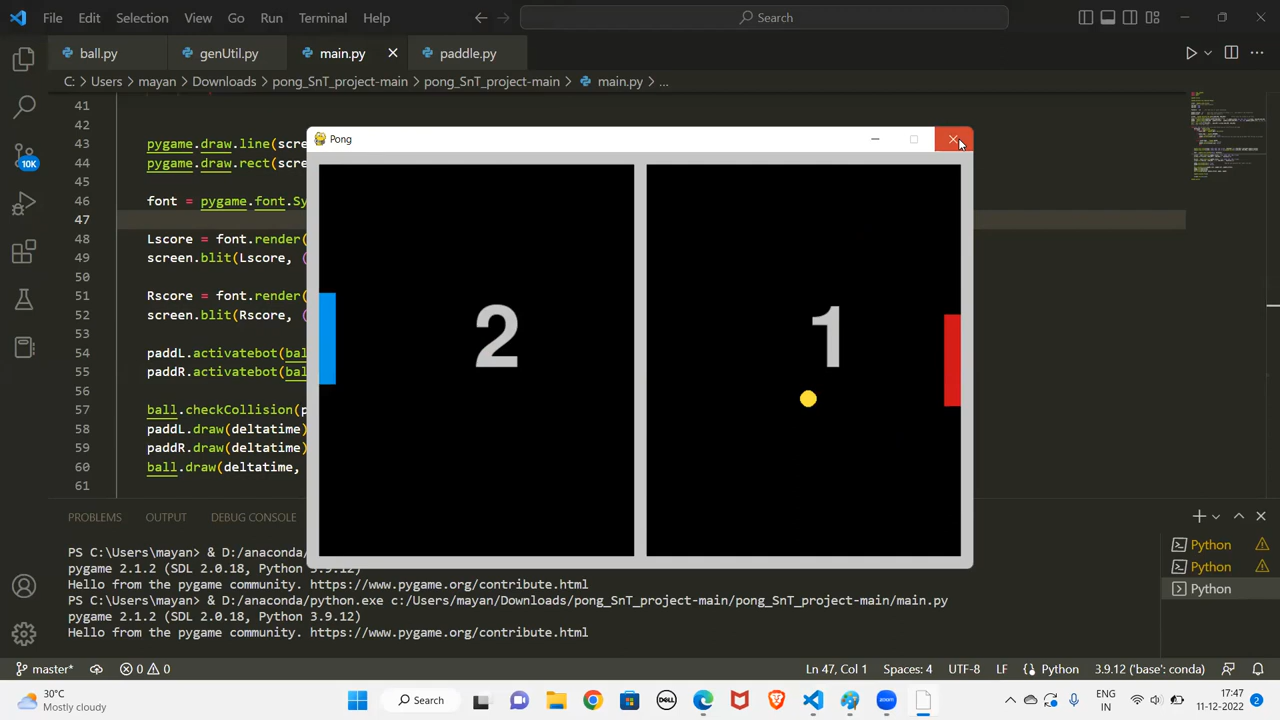 File Edit Selection View Go Run Terminal Help Search
ball.py genUtil.py main.py paddle.py
C: > Users > mayan > Downloads > pong_SnT_project-main > pong_SnT_project-main > main.py > ...
41
42
43 pygame.draw.line(scre
44 pygame.draw.rect(scre
45
46 font = pygame.font.Sy
47
48 Lscore = font.render(
49 screen.blit(Lscore, (
50
51 Rscore = font.render(
52 screen.blit(Rscore, (
53
54 paddL.activatebot(bal
55 paddR.activatebot(bal
56
57 ball.checkCollision(p
58 paddL.draw(deltatime)
59 paddR.draw(deltatime)
60 ball.draw(deltatime,
61
Pong
2 1
10K
PROBLEMS OUTPUT DEBUG CONSOLE
PS C:\Users\mayan> & D:/anaconda/
pygame 2.1.2 (SDL 2.0.18, Python 3.9.12)
Hello from the pygame community. https://www.pygame.org/contribute.html
PS C:\Users\mayan> & D:/anaconda/python.exe c:/Users/mayan/Downloads/pong_SnT_project-main/pong_SnT_project-main/main.py
pygame 2.1.2 (SDL 2.0.18, Python 3.9.12)
Hello from the pygame community. https://www.pygame.org/contribute.html
Python
Python
Python
master* 0 0 Ln 47, Col 1 Spaces: 4 UTF-8 LF Python 3.9.12 ('base': conda)
30°C
Mostly cloudy
Search
DELL
zoom
ENG
IN
17:47
11-12-2022
2